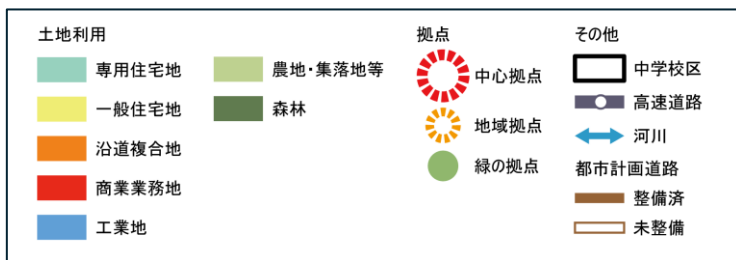 土地利用
専用住宅地
一般住宅地
沿道複合地
商業業務地
工業地
農地・集落地等
森林
拠点
中心拠点
地域拠点
緑の拠点
その他
中学校区
高速道路
河川
都市計画道路
整備済
未整備